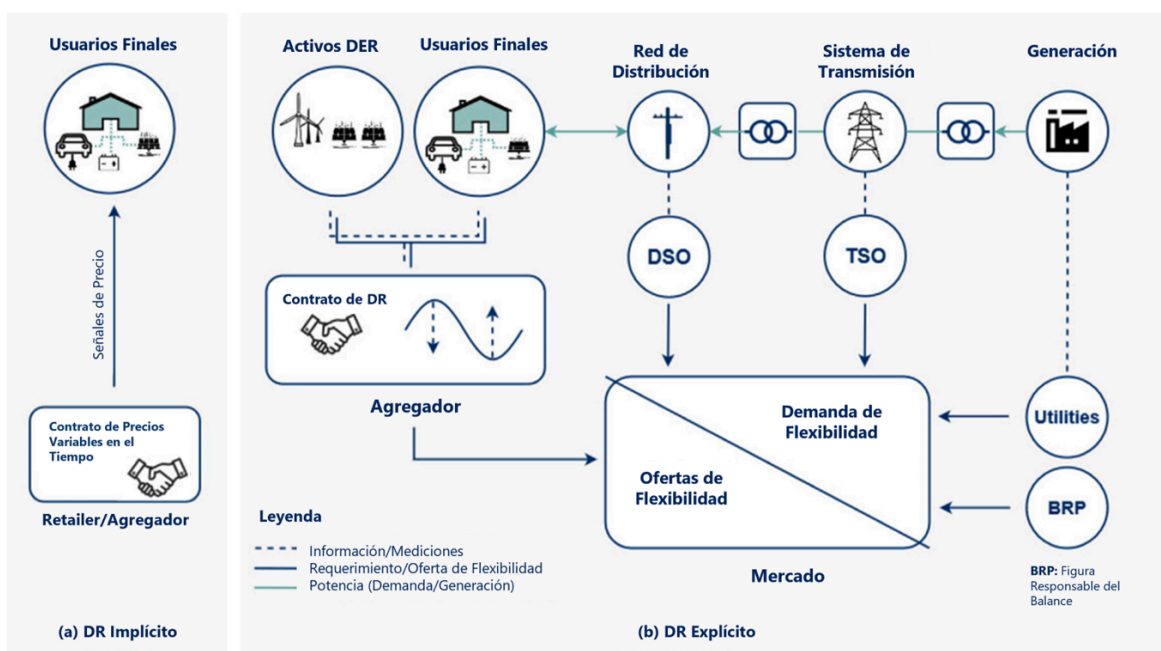 Usuarios Finales
Señales de Precio
Contrato de Precios
Variables en el
Tiempo
Retailer/Agregador
(a) DR Implícito
Activos DER
Usuarios Finales
Red de
Distribución
Sistema de
Transmisión
Generación
DSO
TSO
Contrato de DR
Agregador
Demanda de
Flexibilidad
Ofertas de
Flexibilidad
Mercado
Utilities
BRP
BRP: Figura
Responsable del
Balance
Leyenda
Información/Mediciones
Requerimiento/Oferta de Flexibilidad
Potencia (Demanda/Generación)
(b) DR Explícito